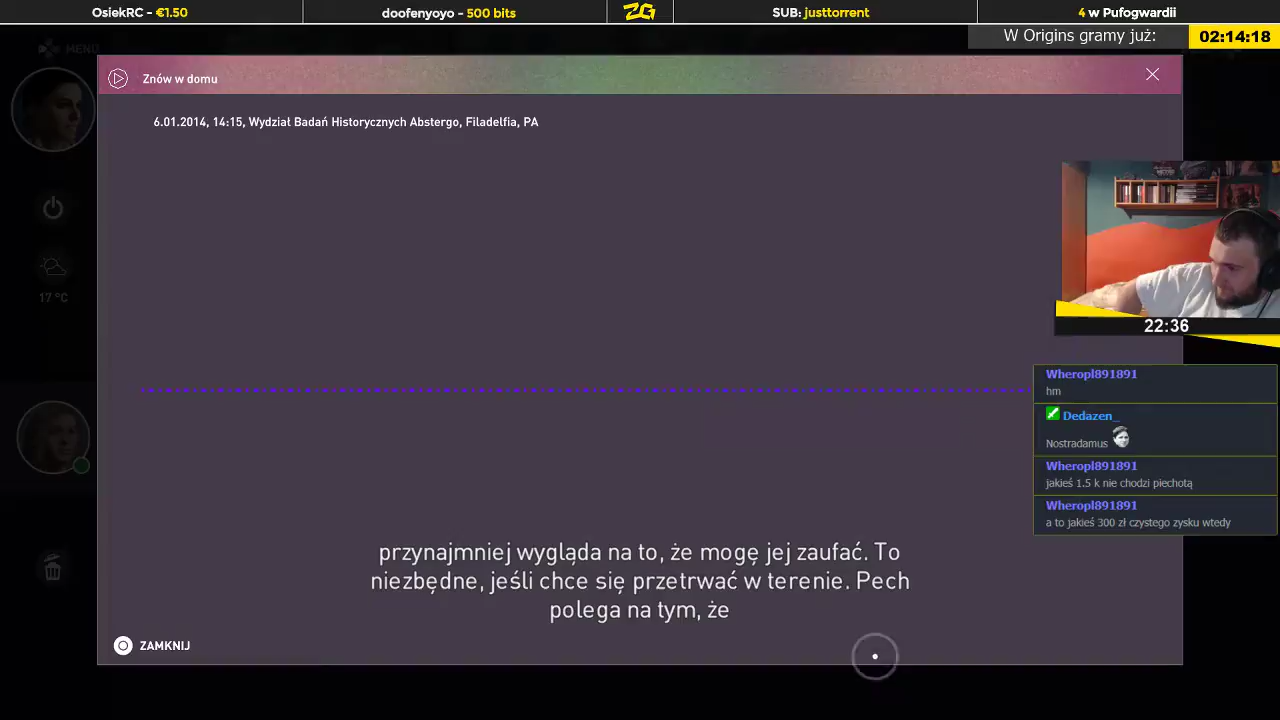 OsiekRC - €1.50
doofenyoyo - 500 bits
ZG
SUB: justtorrent
4 w Pufogwardii
W Origins gramy już:
02:14:18
MENU
Znów w domu
6.01.2014, 14:15, Wydział Badań Historycznych Abstergo, Filadelfia, PA
17 °C
22:36
Wheropl891891
hm
Dedazen_
Nostradamus
Wheropl891891
jakieś 1.5 k nie chodzi piechotą
Wheropl891891
a to jakieś 300 zł czystego zysku wtedy
przynajmniej wygląda na to, że mogę jej zaufać. To
niezbędne, jeśli chce się przetrwać w terenie. Pech
polega na tym, że
ZAMKNIJ